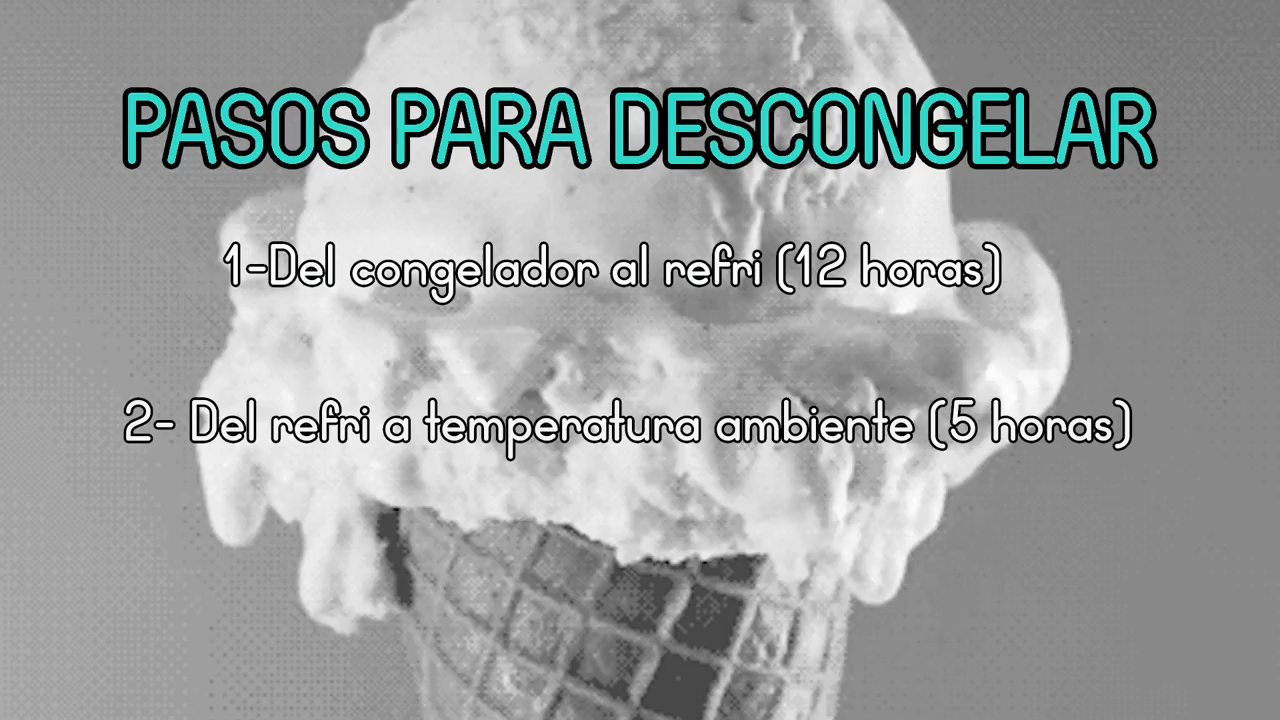 PASOS PARA DESCONGELAR
1-Del congelador al refri (12 horas)
2- Del refri a temperatura ambiente (5 horas)